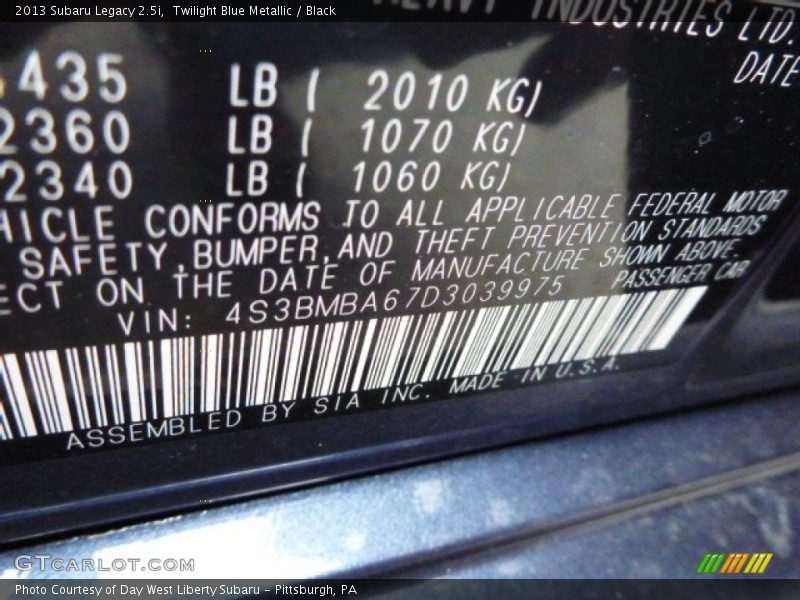 2013 Subaru Legacy 2.5i, Twilight Blue Metallic / Black
INDUSTRIES LTD.
DATE
435 LB ( 2010 KG)
2360 LB ( 1070 KG)
2340 LB ( 1060 KG)
HICLE CONFORMS TO ALL APPLICABLE FEDERAL MOTOR
SAFETY,BUMPER,AND THEFT PREVENTION STANDARDS
ECT ON THE DATE OF MANUFACTURE SHOWN ABOVE.
VIN: 4S3BMBA67D3039975 PASSENGER CAR
ASSEMBLED BY SIA INC. MADE IN U.S.A.
GTCARLOT.COM
Photo Courtesy of Day West Liberty Subaru - Pittsburgh, PA